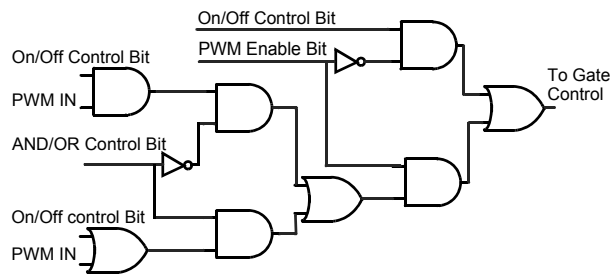 On/Off Control Bit
PWM Enable Bit
On/Off Control Bit
PWM IN
To Gate
Control
AND/OR Control Bit
On/Off control Bit
PWM IN